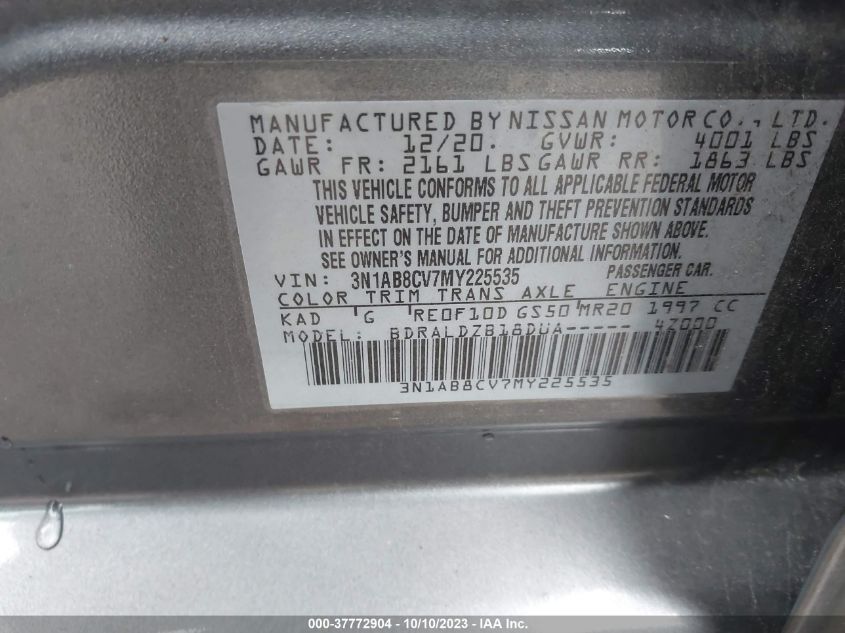 MANUFACTURED BY NISSAN MOTOR CO., LTD.
DATE: 12/20. GVWR: 4001 LBS
GAWR FR: 2161 LBS GAWR RR: 1863 LBS
THIS VEHICLE CONFORMS TO ALL APPLICABLE FEDERAL MOTOR
VEHICLE SAFETY, BUMPER AND THEFT PREVENTION STANDARDS
IN EFFECT ON THE DATE OF MANUFACTURE SHOWN ABOVE.
SEE OWNER'S MANUAL FOR ADDITIONAL INFORMATION.
VIN: 3N1AB8CV7MY225535 PASSENGER CAR.
COLOR TRIM TRANS AXLE ENGINE
KAD G RE0F10D GS50 MR20 1997 CC
MODEL: BDRALDZB18DUA----- 4Z000
3N1AB8CV7MY225535
000-37772904 - 10/10/2023 - IAA Inc.